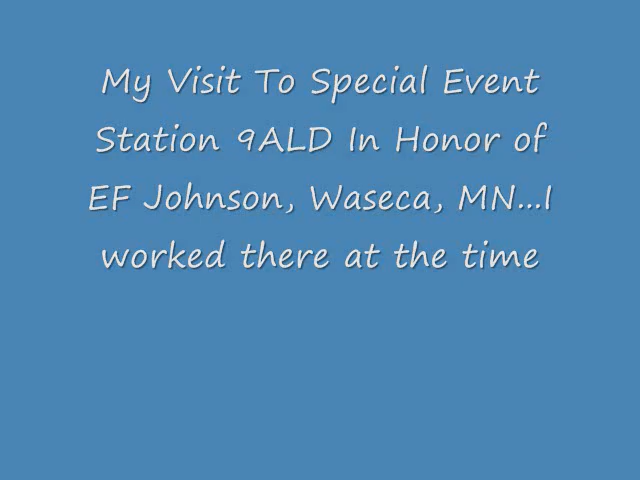 My Visit To Special Event
Station 9ALD In Honor of
EF Johnson, Waseca, MN...I
worked there at the time